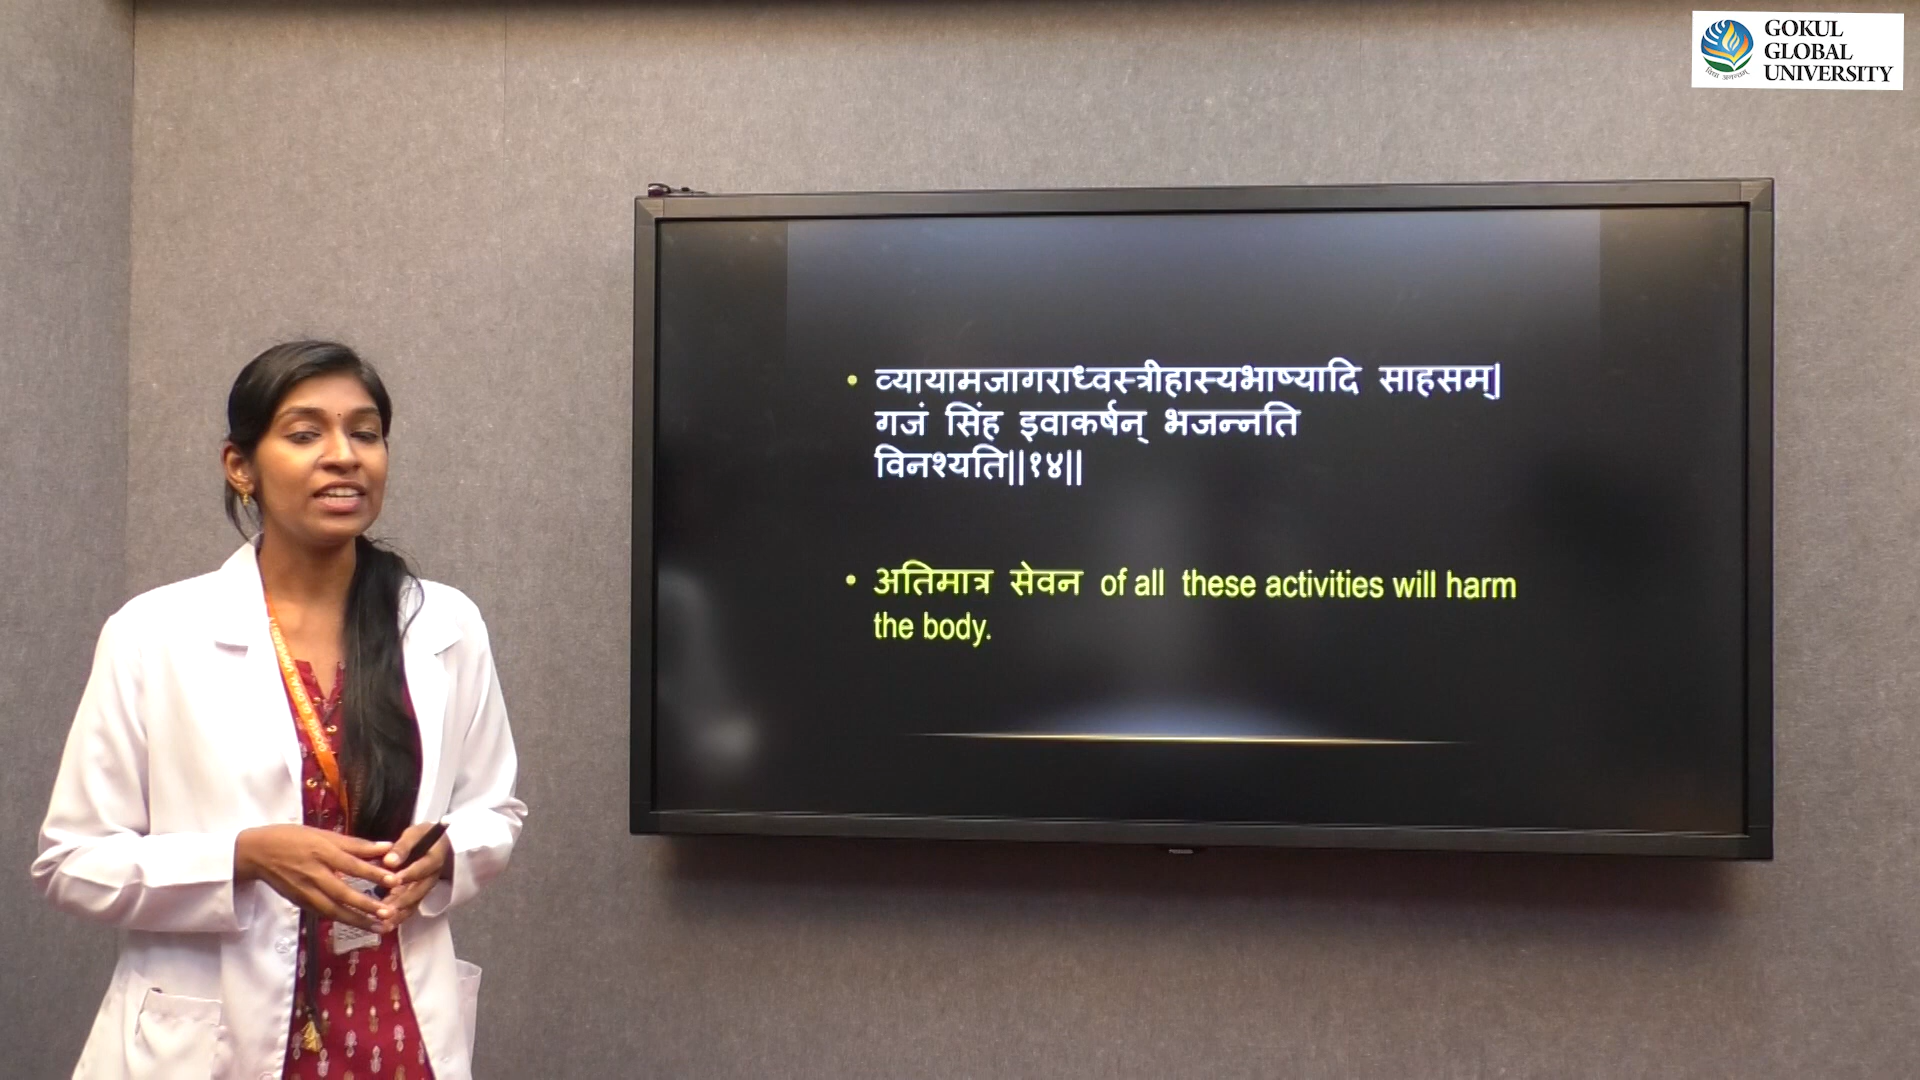 GOKUL
GLOBAL
UNIVERSITY
• व्यायामजागराध्वस्त्रीहास्यभाष्यादि साहसम्|
गजं सिंह इवाकर्षन् भजन्नति
विनश्यति||१४||
• अतिमात्र सेवन of all these activities will harm
the body.